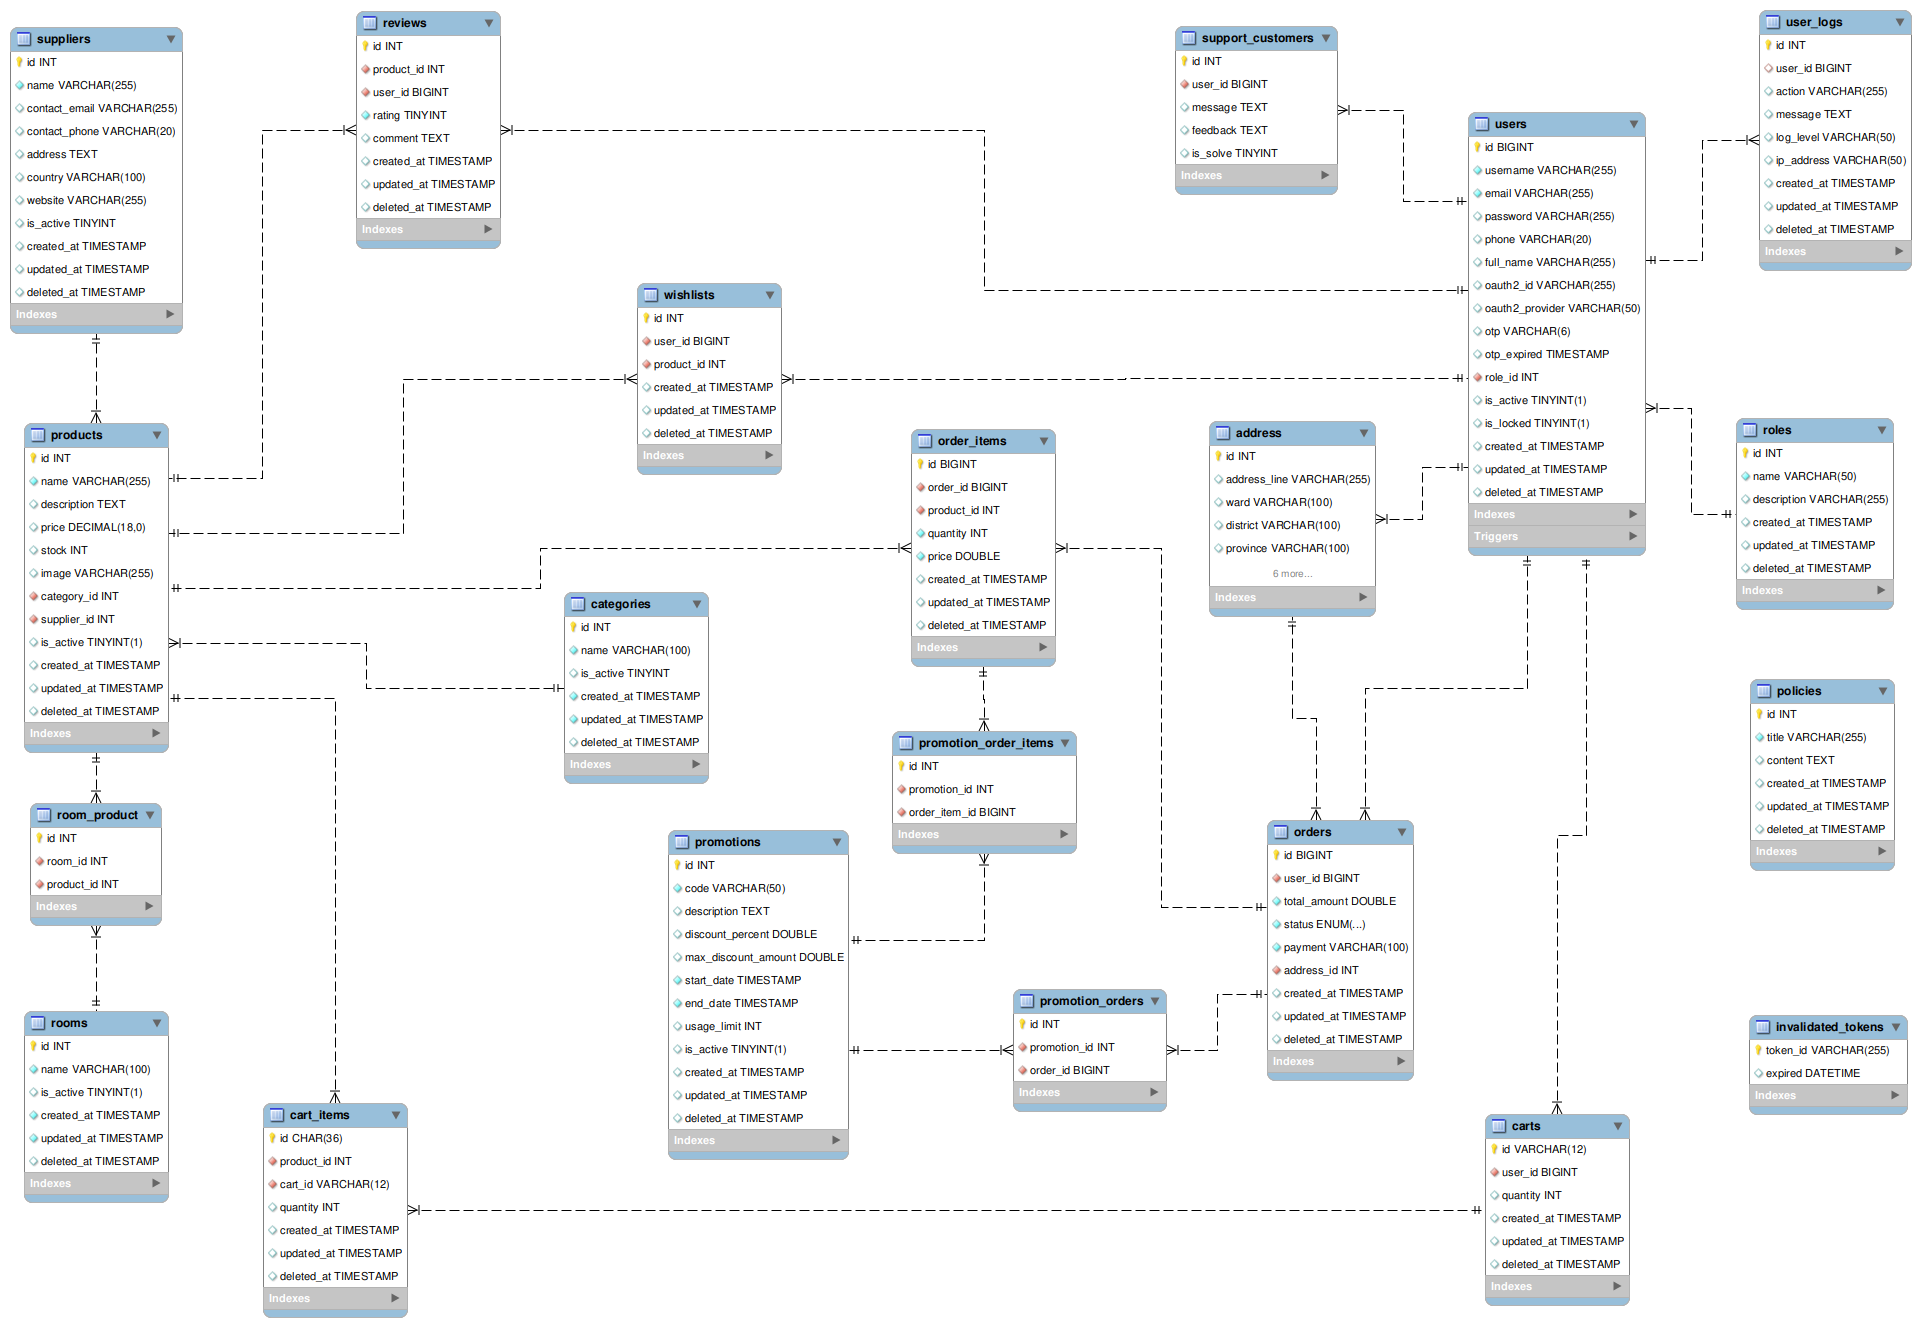 suppliers
id INT
name VARCHAR(255)
contact_email VARCHAR(255)
contact_phone VARCHAR(20)
address TEXT
country VARCHAR(100)
website VARCHAR(255)
is_active TINYINT
created_at TIMESTAMP
updated_at TIMESTAMP
deleted_at TIMESTAMP
Indexes
reviews
id INT
product_id INT
user_id BIGINT
rating TINYINT
comment TEXT
created_at TIMESTAMP
updated_at TIMESTAMP
deleted_at TIMESTAMP
Indexes
support_customers
id INT
user_id BIGINT
message TEXT
feedback TEXT
is_solve TINYINT
Indexes
user_logs
id INT
user_id BIGINT
action VARCHAR(255)
message TEXT
log_level VARCHAR(50)
ip_address VARCHAR(50)
created_at TIMESTAMP
updated_at TIMESTAMP
deleted_at TIMESTAMP
Indexes
users
id BIGINT
username VARCHAR(255)
email VARCHAR(255)
password VARCHAR(255)
phone VARCHAR(20)
full_name VARCHAR(255)
oauth2_id VARCHAR(255)
oauth2_provider VARCHAR(50)
otp VARCHAR(6)
otp_expired TIMESTAMP
role_id INT
is_active TINYINT(1)
is_locked TINYINT(1)
created_at TIMESTAMP
updated_at TIMESTAMP
deleted_at TIMESTAMP
Indexes
Triggers
wishlists
id INT
user_id BIGINT
product_id INT
created_at TIMESTAMP
updated_at TIMESTAMP
deleted_at TIMESTAMP
Indexes
products
id INT
name VARCHAR(255)
description TEXT
price DECIMAL(18,0)
stock INT
image VARCHAR(255)
category_id INT
supplier_id INT
is_active TINYINT(1)
created_at TIMESTAMP
updated_at TIMESTAMP
deleted_at TIMESTAMP
Indexes
order_items
id BIGINT
order_id BIGINT
product_id INT
quantity INT
price DOUBLE
created_at TIMESTAMP
updated_at TIMESTAMP
deleted_at TIMESTAMP
Indexes
address
id INT
address_line VARCHAR(255)
ward VARCHAR(100)
district VARCHAR(100)
province VARCHAR(100)
6 more...
Indexes
roles
id INT
name VARCHAR(50)
description VARCHAR(255)
created_at TIMESTAMP
updated_at TIMESTAMP
deleted_at TIMESTAMP
Indexes
categories
id INT
name VARCHAR(100)
is_active TINYINT
created_at TIMESTAMP
updated_at TIMESTAMP
deleted_at TIMESTAMP
Indexes
policies
id INT
title VARCHAR(255)
content TEXT
created_at TIMESTAMP
updated_at TIMESTAMP
deleted_at TIMESTAMP
Indexes
promotion_order_items
id INT
promotion_id INT
order_item_id BIGINT
Indexes
room_product
id INT
room_id INT
product_id INT
Indexes
promotions
id INT
code VARCHAR(50)
description TEXT
discount_percent DOUBLE
max_discount_amount DOUBLE
start_date TIMESTAMP
end_date TIMESTAMP
usage_limit INT
is_active TINYINT(1)
created_at TIMESTAMP
updated_at TIMESTAMP
deleted_at TIMESTAMP
Indexes
orders
id BIGINT
user_id BIGINT
total_amount DOUBLE
status ENUM(...)
payment VARCHAR(100)
address_id INT
created_at TIMESTAMP
updated_at TIMESTAMP
deleted_at TIMESTAMP
Indexes
promotion_orders
id INT
promotion_id INT
order_id BIGINT
Indexes
rooms
id INT
name VARCHAR(100)
is_active TINYINT(1)
created_at TIMESTAMP
updated_at TIMESTAMP
deleted_at TIMESTAMP
Indexes
invalidated_tokens
token_id VARCHAR(255)
expired DATETIME
Indexes
cart_items
id CHAR(36)
product_id INT
cart_id VARCHAR(12)
quantity INT
created_at TIMESTAMP
updated_at TIMESTAMP
deleted_at TIMESTAMP
Indexes
carts
id VARCHAR(12)
user_id BIGINT
quantity INT
created_at TIMESTAMP
updated_at TIMESTAMP
deleted_at TIMESTAMP
Indexes